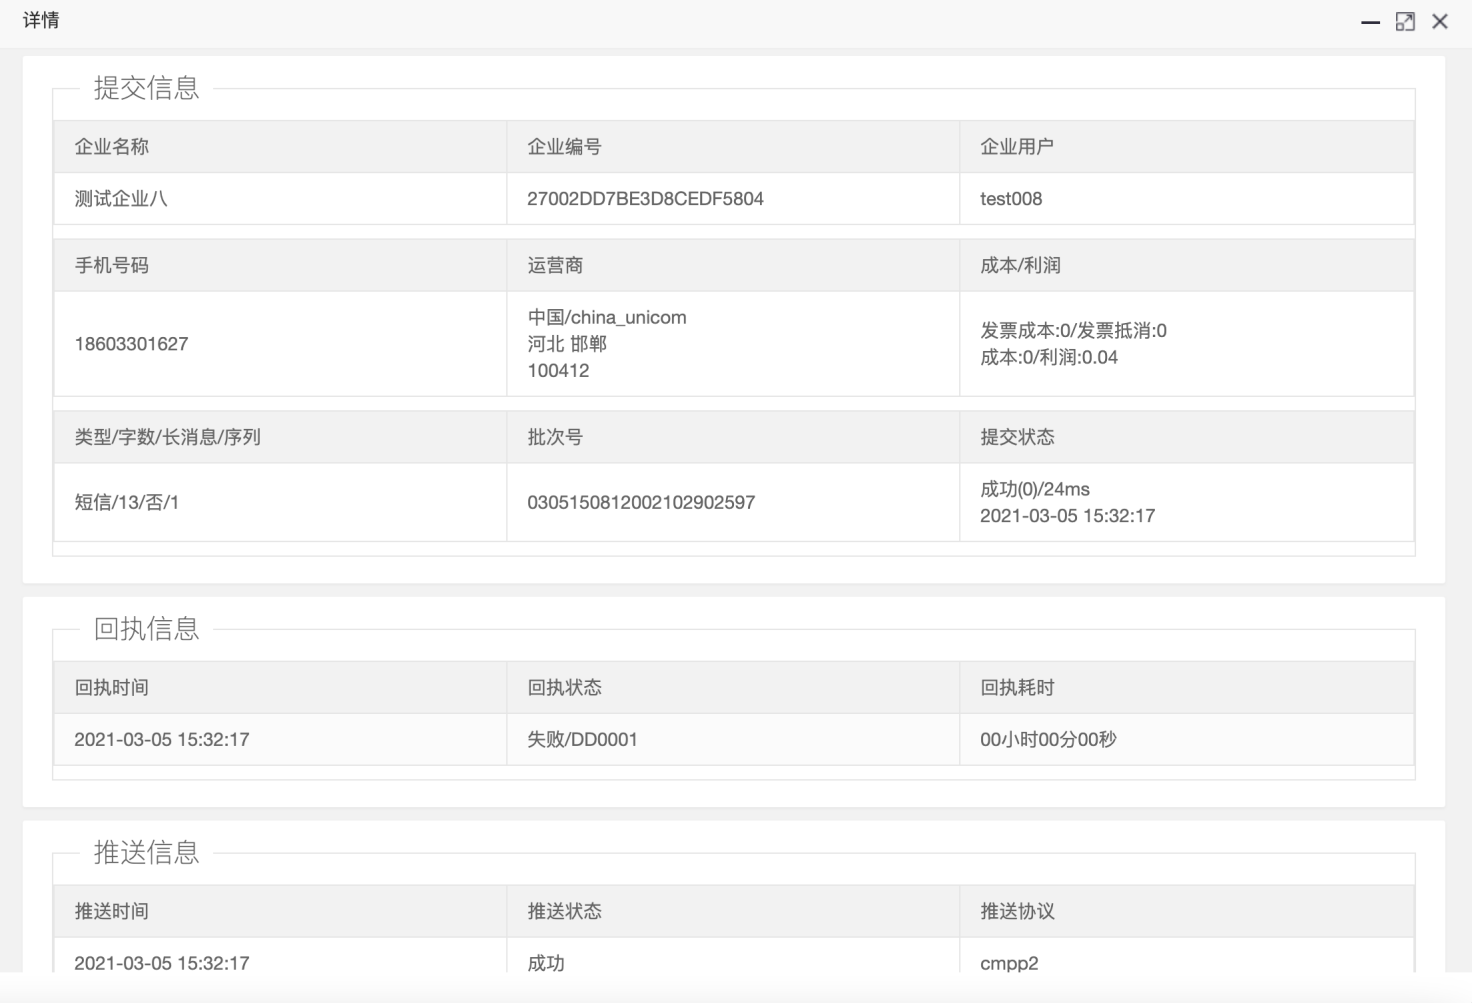 详情
提交信息
企业名称 企业编号 企业用户
测试企业八 27002DD7BE3D8CEDF5804 test008
手机号码 运营商 成本/利润
18603301627
中国/china_unicom
河北 邯郸
100412
发票成本:0/发票抵消:0
成本:0/利润:0.04
类型/字数/长消息/序列 批次号 提交状态
短信/13/否/1 0305150812002102902597
成功(0)/24ms
2021-03-05 15:32:17
回执信息
回执时间 回执状态 回执耗时
2021-03-05 15:32:17 失败/DD0001 00小时00分00秒
推送信息
推送时间 推送状态 推送协议
2021-03-05 15:32:17 成功 cmpp2